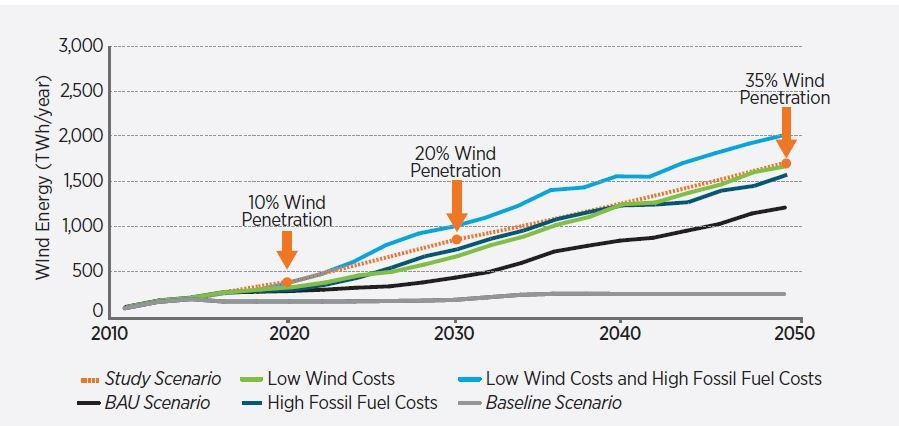 3,000
2,500
2,000
1,500
1,000
500
0
Wind Energy (TWh/year)
10% Wind
Penetration
20% Wind
Penetration
35% Wind
Penetration
2010 2020 2030 2040 2050
Study Scenario Low Wind Costs Low Wind Costs and High Fossil Fuel Costs
BAU Scenario High Fossil Fuel Costs Baseline Scenario